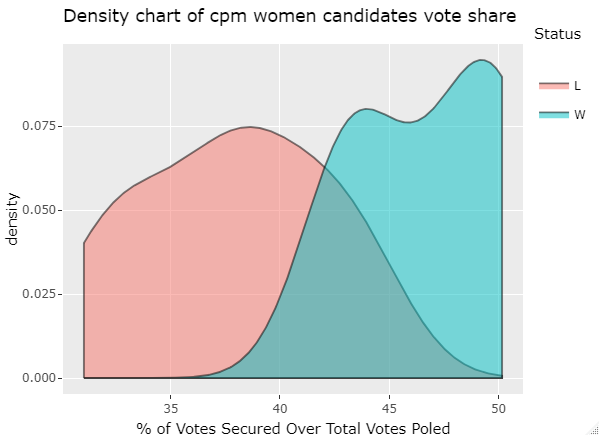 Density chart of cpm women candidates vote share
Status
L
W
0.075
0.050
0.025
0.000
density
35
40
45
50
% of Votes Secured Over Total Votes Poled